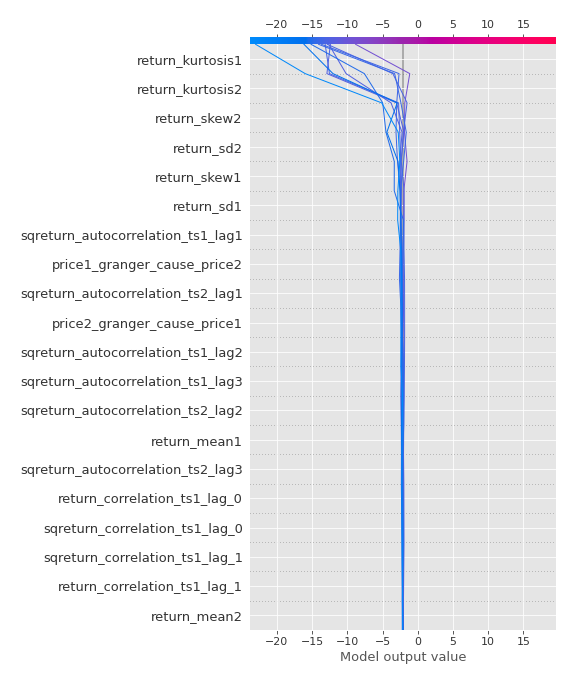 −20 −15 −10 −5 0 5 10 15
return_kurtosis1
return_kurtosis2
return_skew2
return_sd2
return_skew1
return_sd1
sqreturn_autocorrelation_ts1_lag1
price1_granger_cause_price2
sqreturn_autocorrelation_ts2_lag1
price2_granger_cause_price1
sqreturn_autocorrelation_ts1_lag2
sqreturn_autocorrelation_ts1_lag3
sqreturn_autocorrelation_ts2_lag2
return_mean1
sqreturn_autocorrelation_ts2_lag3
return_correlation_ts1_lag_0
sqreturn_correlation_ts1_lag_0
sqreturn_correlation_ts1_lag_1
return_correlation_ts1_lag_1
return_mean2
−20 −15 −10 −5 0 5 10 15
Model output value